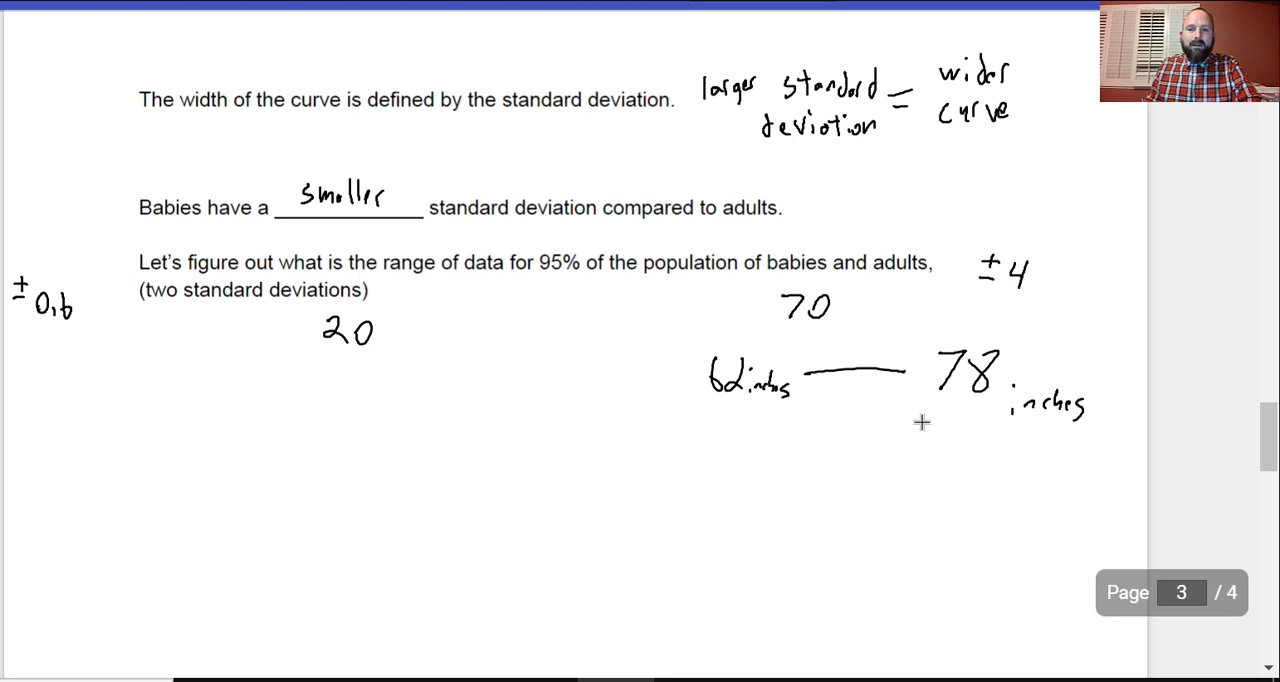 The width of the curve is defined by the standard deviation.
larger standard deviation = wider curve
Babies have a smaller standard deviation compared to adults.
Let's figure out what is the range of data for 95% of the population of babies and adults,
(two standard deviations)
± 4
± 0.6
20
70
62 inches — 78 inches
Page 3 / 4